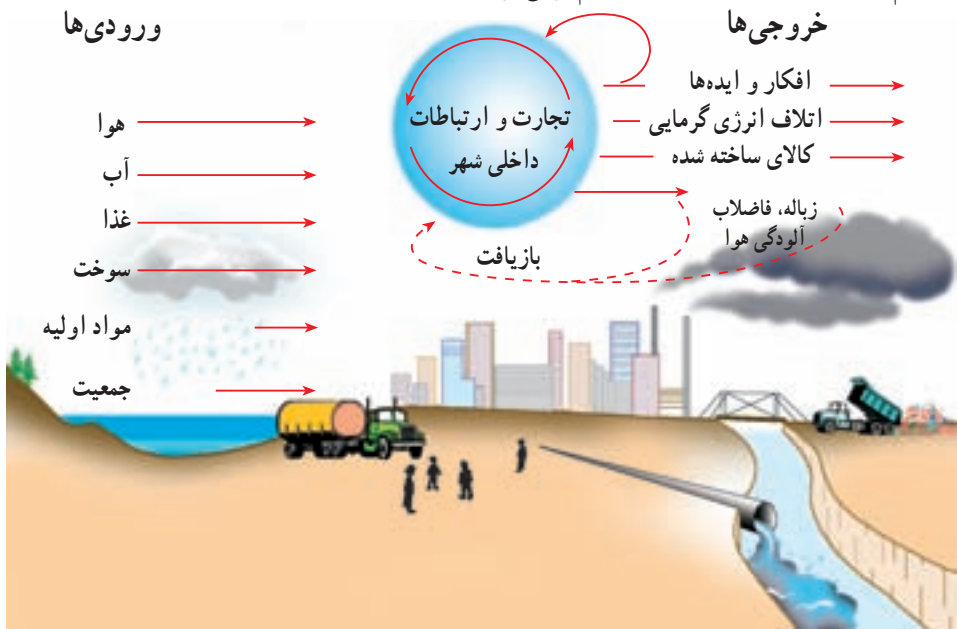 ورودی‌ها
خروجی‌ها
هوا
آب
غذا
سوخت
مواد اولیه
جمعیت
تجارت و ارتباطات
داخلی شهر
افکار و ایده‌ها
اتلاف انرژی گرمایی
کالای ساخته شده
زباله، فاضلاب
آلودگی هوا
بازیافت